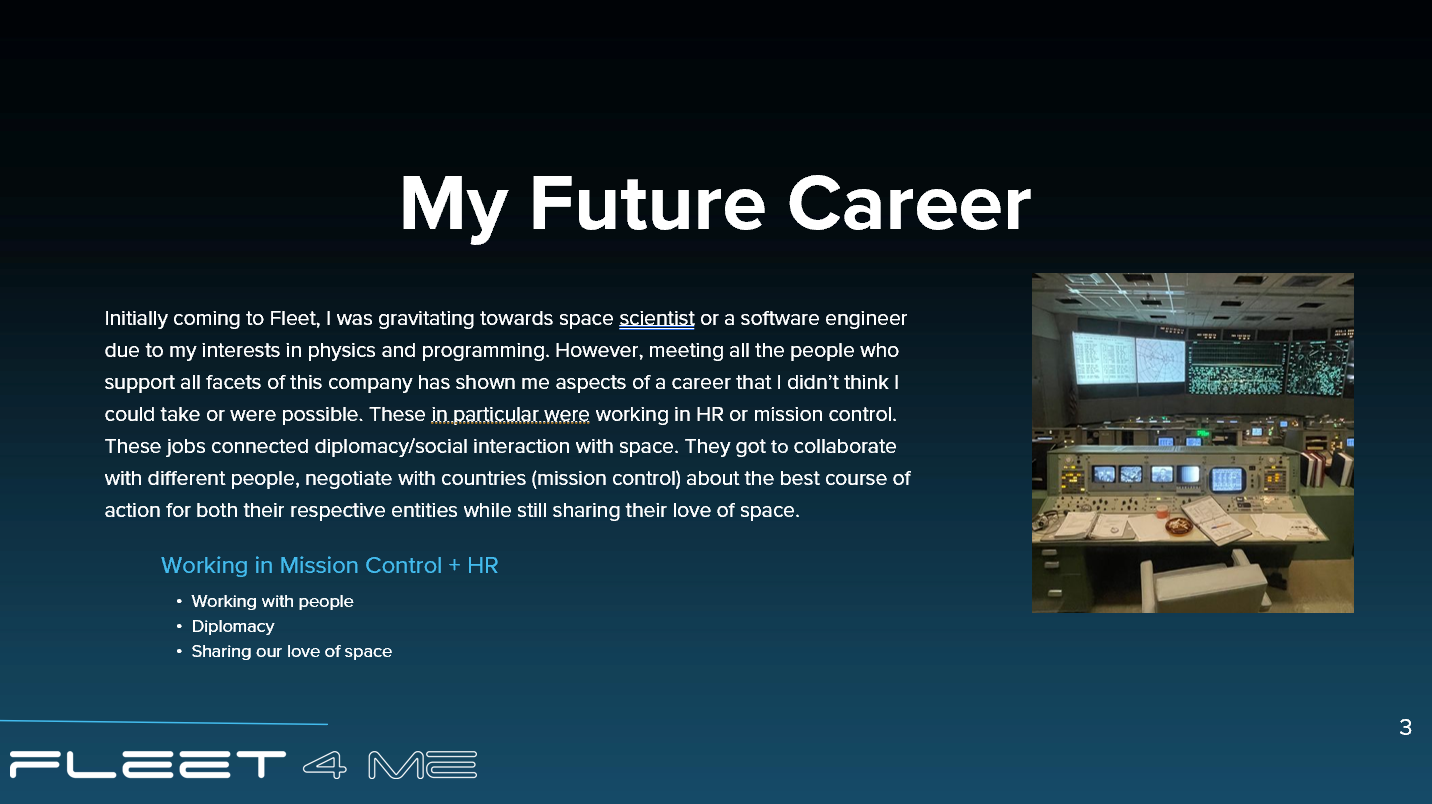 My Future Career
Initially coming to Fleet, I was gravitating towards space scientist or a software engineer
due to my interests in physics and programming. However, meeting all the people who
support all facets of this company has shown me aspects of a career that I didn’t think I
could take or were possible. These in particular were working in HR or mission control.
These jobs connected diplomacy/social interaction with space. They got to collaborate
with different people, negotiate with countries (mission control) about the best course of
action for both their respective entities while still sharing their love of space.
Working in Mission Control + HR
• Working with people
• Diplomacy
• Sharing our love of space
3
FLEET 4 ME